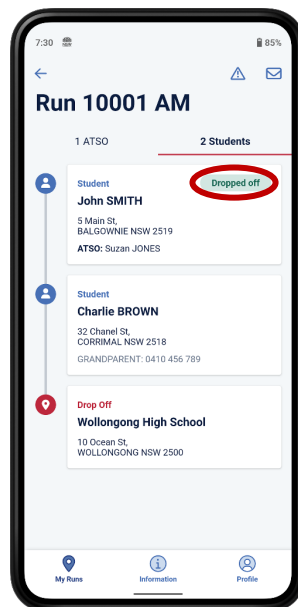 7:30
85%
Run 10001 AM
1 ATSO
2 Students
Student
Dropped off
John SMITH
5 Main St,
BALGOWNIE NSW 2519
ATSO: Suzan JONES
Student
Charlie BROWN
32 Chanel St,
CORRIMAL NSW 2518
GRANDPARENT: 0410 456 789
Drop Off
Wollongong High School
10 Ocean St,
WOLLONGONG NSW 2500
My Runs
Information
Profile